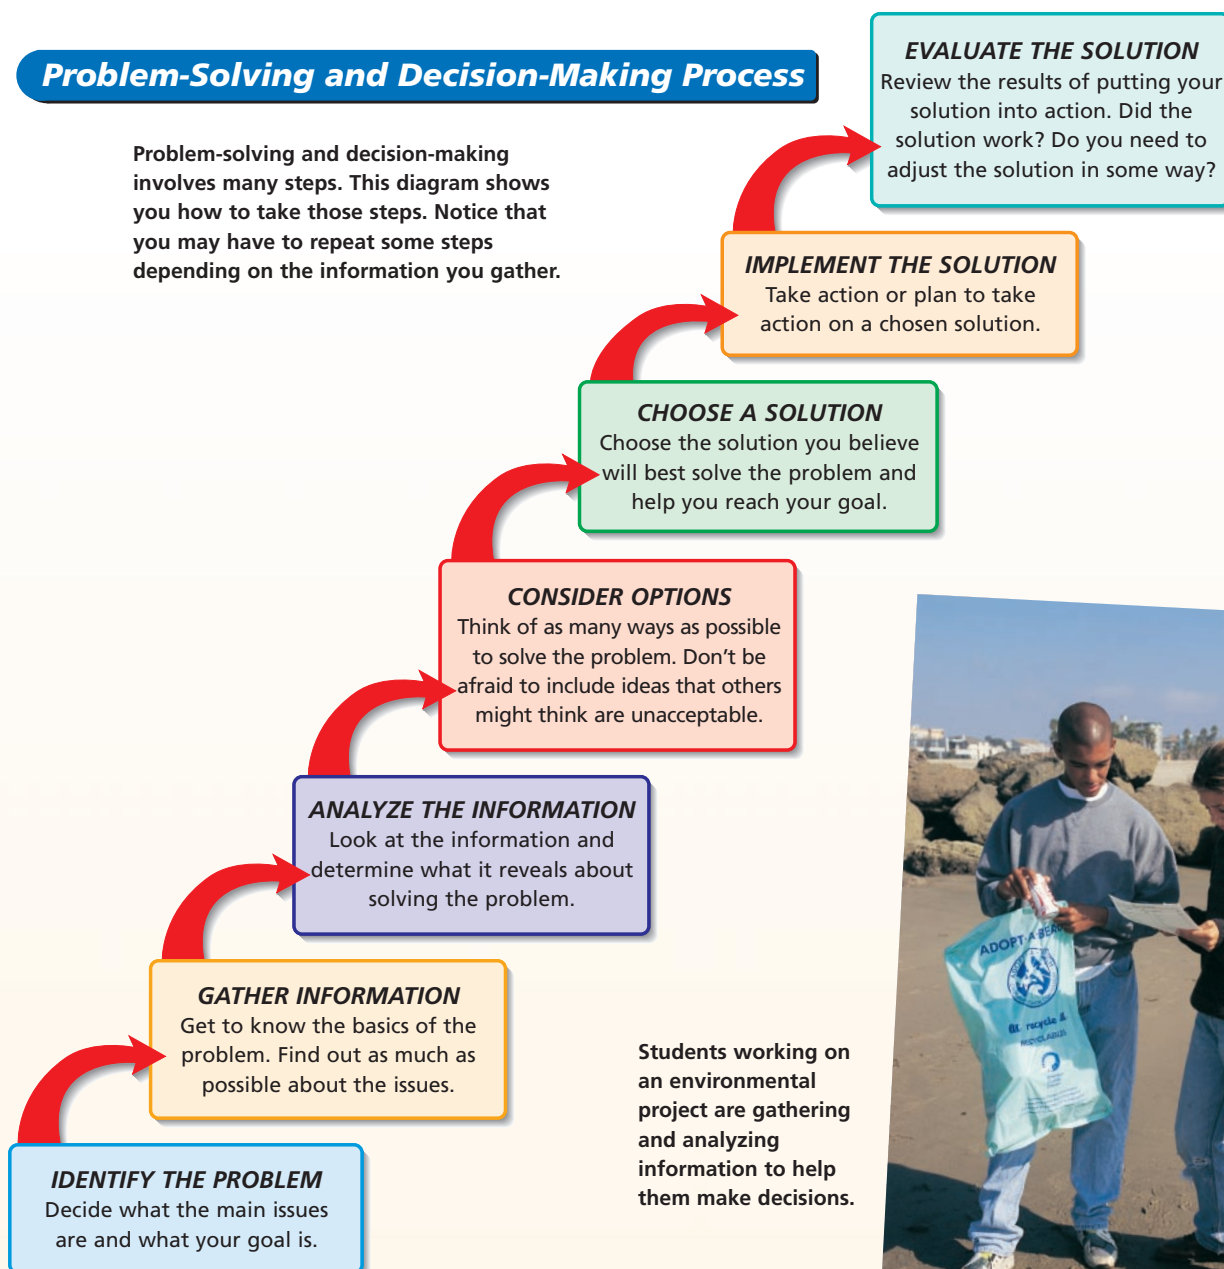 Problem-Solving and Decision-Making Process
Problem-solving and decision-making
involves many steps. This diagram shows
you how to take those steps. Notice that
you may have to repeat some steps
depending on the information you gather.
EVALUATE THE SOLUTION
Review the results of putting your
solution into action. Did the
solution work? Do you need to
adjust the solution in some way?
IMPLEMENT THE SOLUTION
Take action or plan to take
action on a chosen solution.
CHOOSE A SOLUTION
Choose the solution you believe
will best solve the problem and
help you reach your goal.
CONSIDER OPTIONS
Think of as many ways as possible
to solve the problem. Don’t be
afraid to include ideas that others
might think are unacceptable.
ANALYZE THE INFORMATION
Look at the information and
determine what it reveals about
solving the problem.
GATHER INFORMATION
Get to know the basics of the
problem. Find out as much as
possible about the issues.
IDENTIFY THE PROBLEM
Decide what the main issues
are and what your goal is.
Students working on
an environmental
project are gathering
and analyzing
information to help
them make decisions.
ADOPT-A-BEACH
recycle
RECYCLABLES